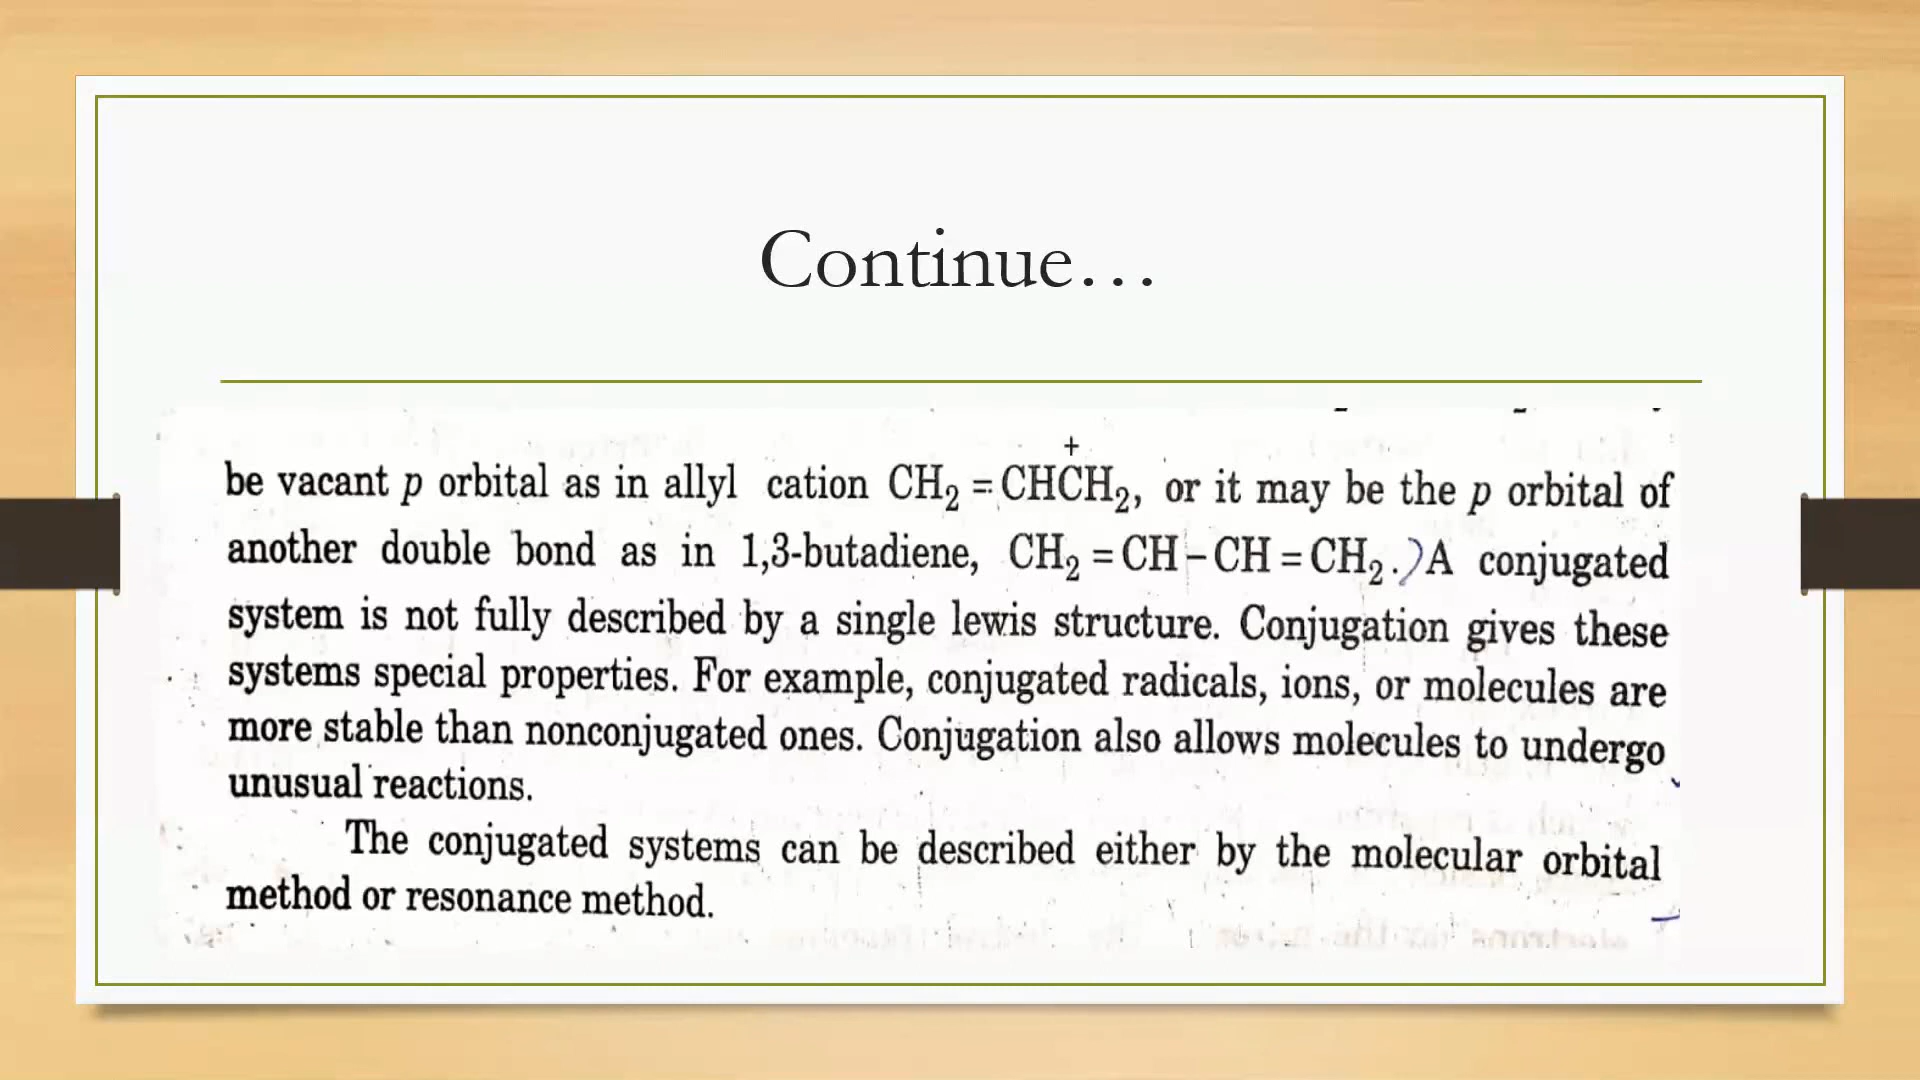 Continue…
be vacant p orbital as in allyl cation CH₂ = CHC⁺H₂, or it may be the p orbital of
another double bond as in 1,3-butadiene, CH₂ = CH – CH = CH₂. ) A conjugated
system is not fully described by a single lewis structure. Conjugation gives these
systems special properties. For example, conjugated radicals, ions, or molecules are
more stable than nonconjugated ones. Conjugation also allows molecules to undergo
unusual reactions.
The conjugated systems can be described either by the molecular orbital
method or resonance method.